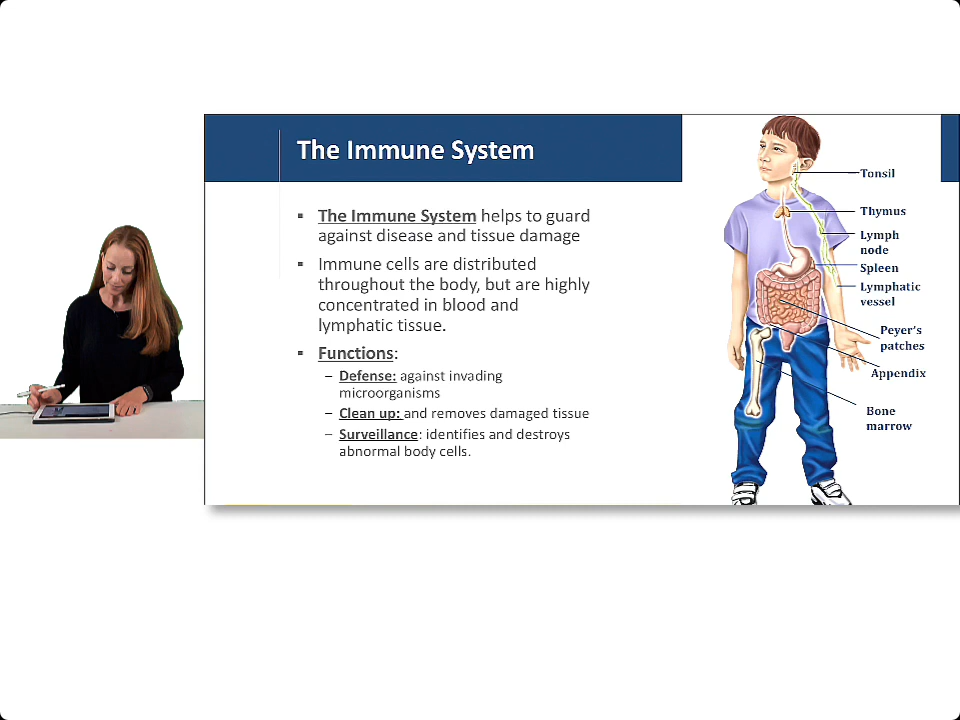 The Immune System
▪ The Immune System helps to guard
against disease and tissue damage
▪ Immune cells are distributed
throughout the body, but are highly
concentrated in blood and
lymphatic tissue.
▪ Functions:
– Defense: against invading
microorganisms
– Clean up: and removes damaged tissue
– Surveillance: identifies and destroys
abnormal body cells.
Tonsil
Thymus
Lymph
node
Spleen
Lymphatic
vessel
Peyer's
patches
Appendix
Bone
marrow